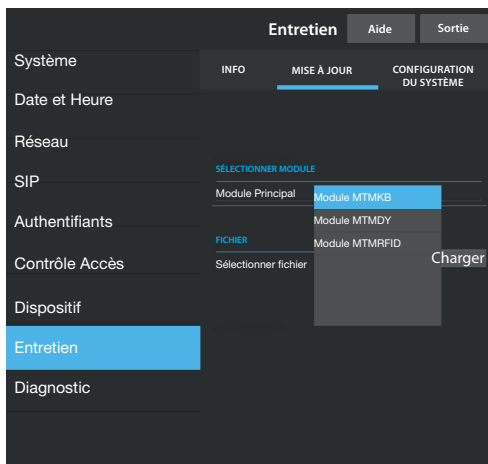 Entretien
Aide
Sortie
Système
Date et Heure
Réseau
SIP
Authentifiants
Contrôle Accès
Dispositif
Entretien
Diagnostic
INFO
MISE À JOUR
CONFIGURATION
DU SYSTÈME
SÉLECTIONNER MODULE
Module Principal
Module MTMKB
Module MTMDY
Module MTMRFID
FICHIER
Sélectionner fichier
Charger